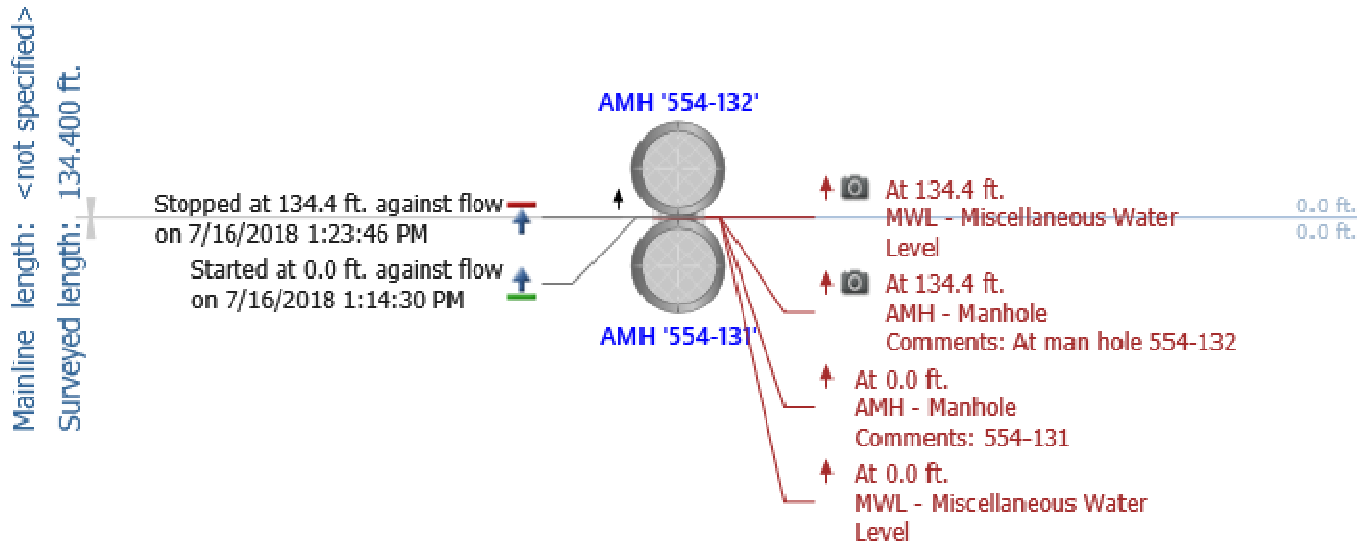 Mainline length: <not specified>
Surveyed length: 134.400 ft.
AMH '554-132'
Stopped at 134.4 ft. against flow
on 7/16/2018 1:23:46 PM
Started at 0.0 ft. against flow
on 7/16/2018 1:14:30 PM
AMH '554-131'
At 134.4 ft.
MWL - Miscellaneous Water
Level
At 134.4 ft.
AMH - Manhole
Comments: At man hole 554-132
At 0.0 ft.
AMH - Manhole
Comments: 554-131
At 0.0 ft.
MWL - Miscellaneous Water
Level
0.0 ft.
0.0 ft.